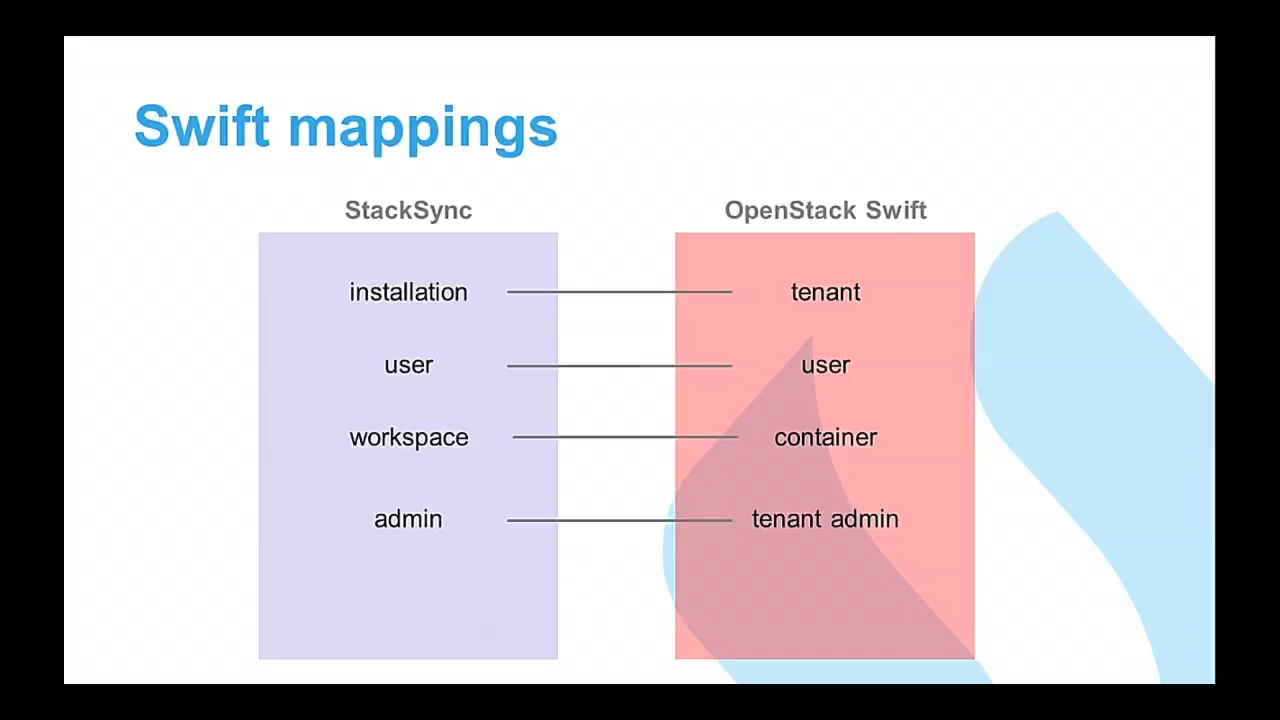 Swift mappings
StackSync OpenStack Swift
installation tenant
user user
workspace container
admin tenant admin